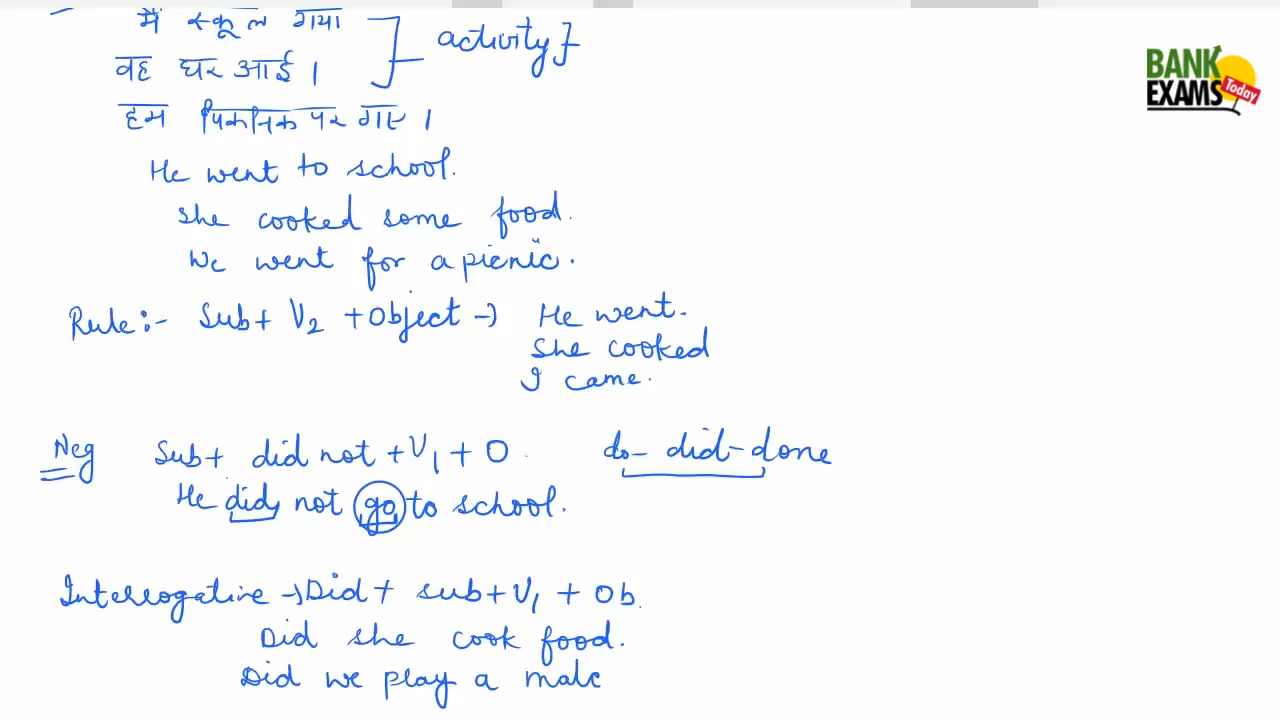 मैं स्कूल गया
वह घर आई । activity}
हम पिकनिक पर गए ।
He went to school.
She cooked some food.
We went for a picnic.
Rule:- Sub+ V2 +Object → He went.
She cooked
I came.
Neg Sub+ did not +V1 + O. do- did-done
He did not go to school.
Interrogative → Did + sub+V1 + Ob.
Did she cook food.
Did we play a matc
BANK
EXAMS Today